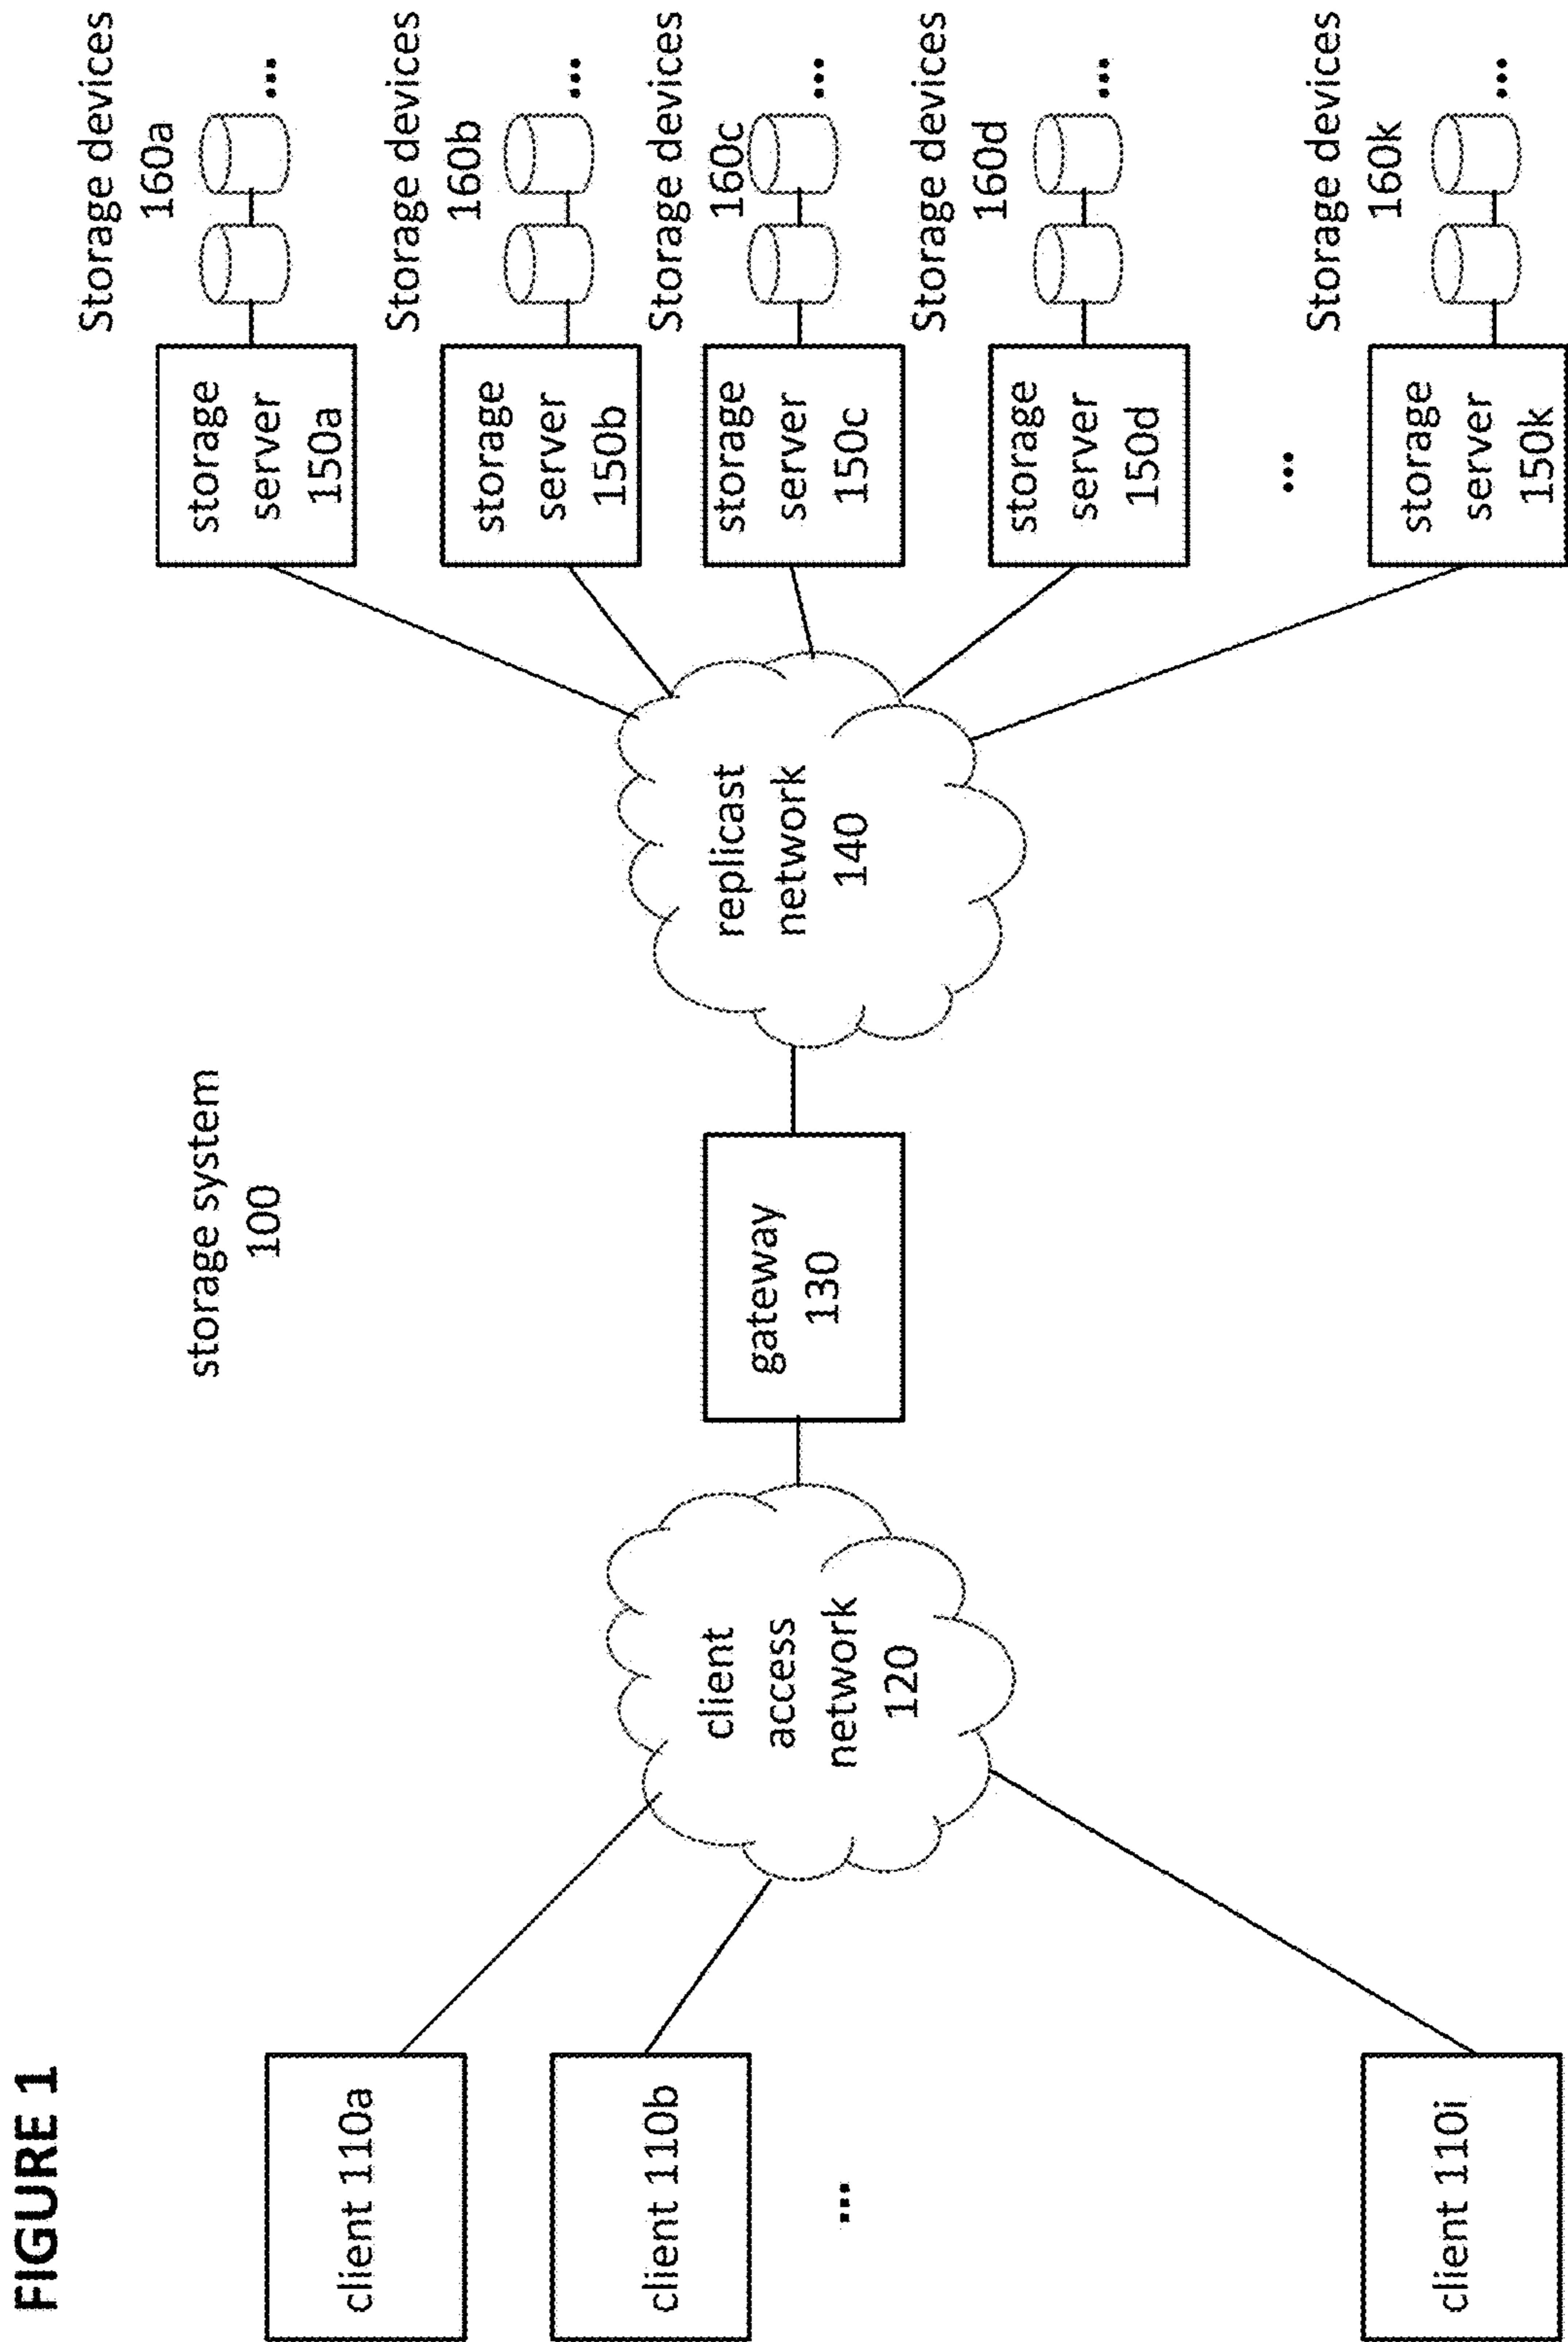 FIGURE 1
storage system
100
client 110a
client 110b
...
client 110i
client
access
network
120
gateway
130
replicast
network
140
storage
server
150a
Storage devices
160a
...
storage
server
150b
Storage devices
160b
...
storage
server
150c
Storage devices
160c
...
storage
server
150d
Storage devices
160d
...
...
storage
server
150k
Storage devices
160k
...